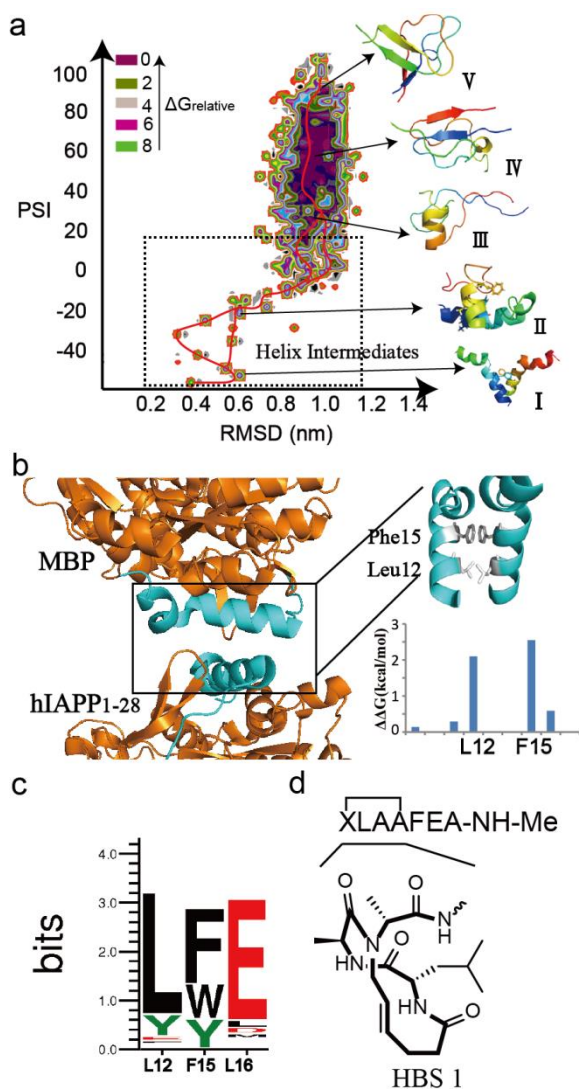 a
0
2
4
6
8
ΔGrelative
PSI
100
80
60
40
20
0
-20
-40
0.2 0.4 0.6 0.8 1.0 1.2 1.4
RMSD (nm)
Helix Intermediates
V
IV
III
II
I
b
MBP
hIAPP1-28
Phe15
Leu12
ΔΔG(kcal/mol)
3
2
1
0
L12 F15
c
bits
4.0
3.0
2.0
1.0
0.0
L F E
W
Y Y
L12 F15 L16
d
XLAAFEA-NH-Me
O
O
N
H
N
NH
O
N
H
O
HBS 1